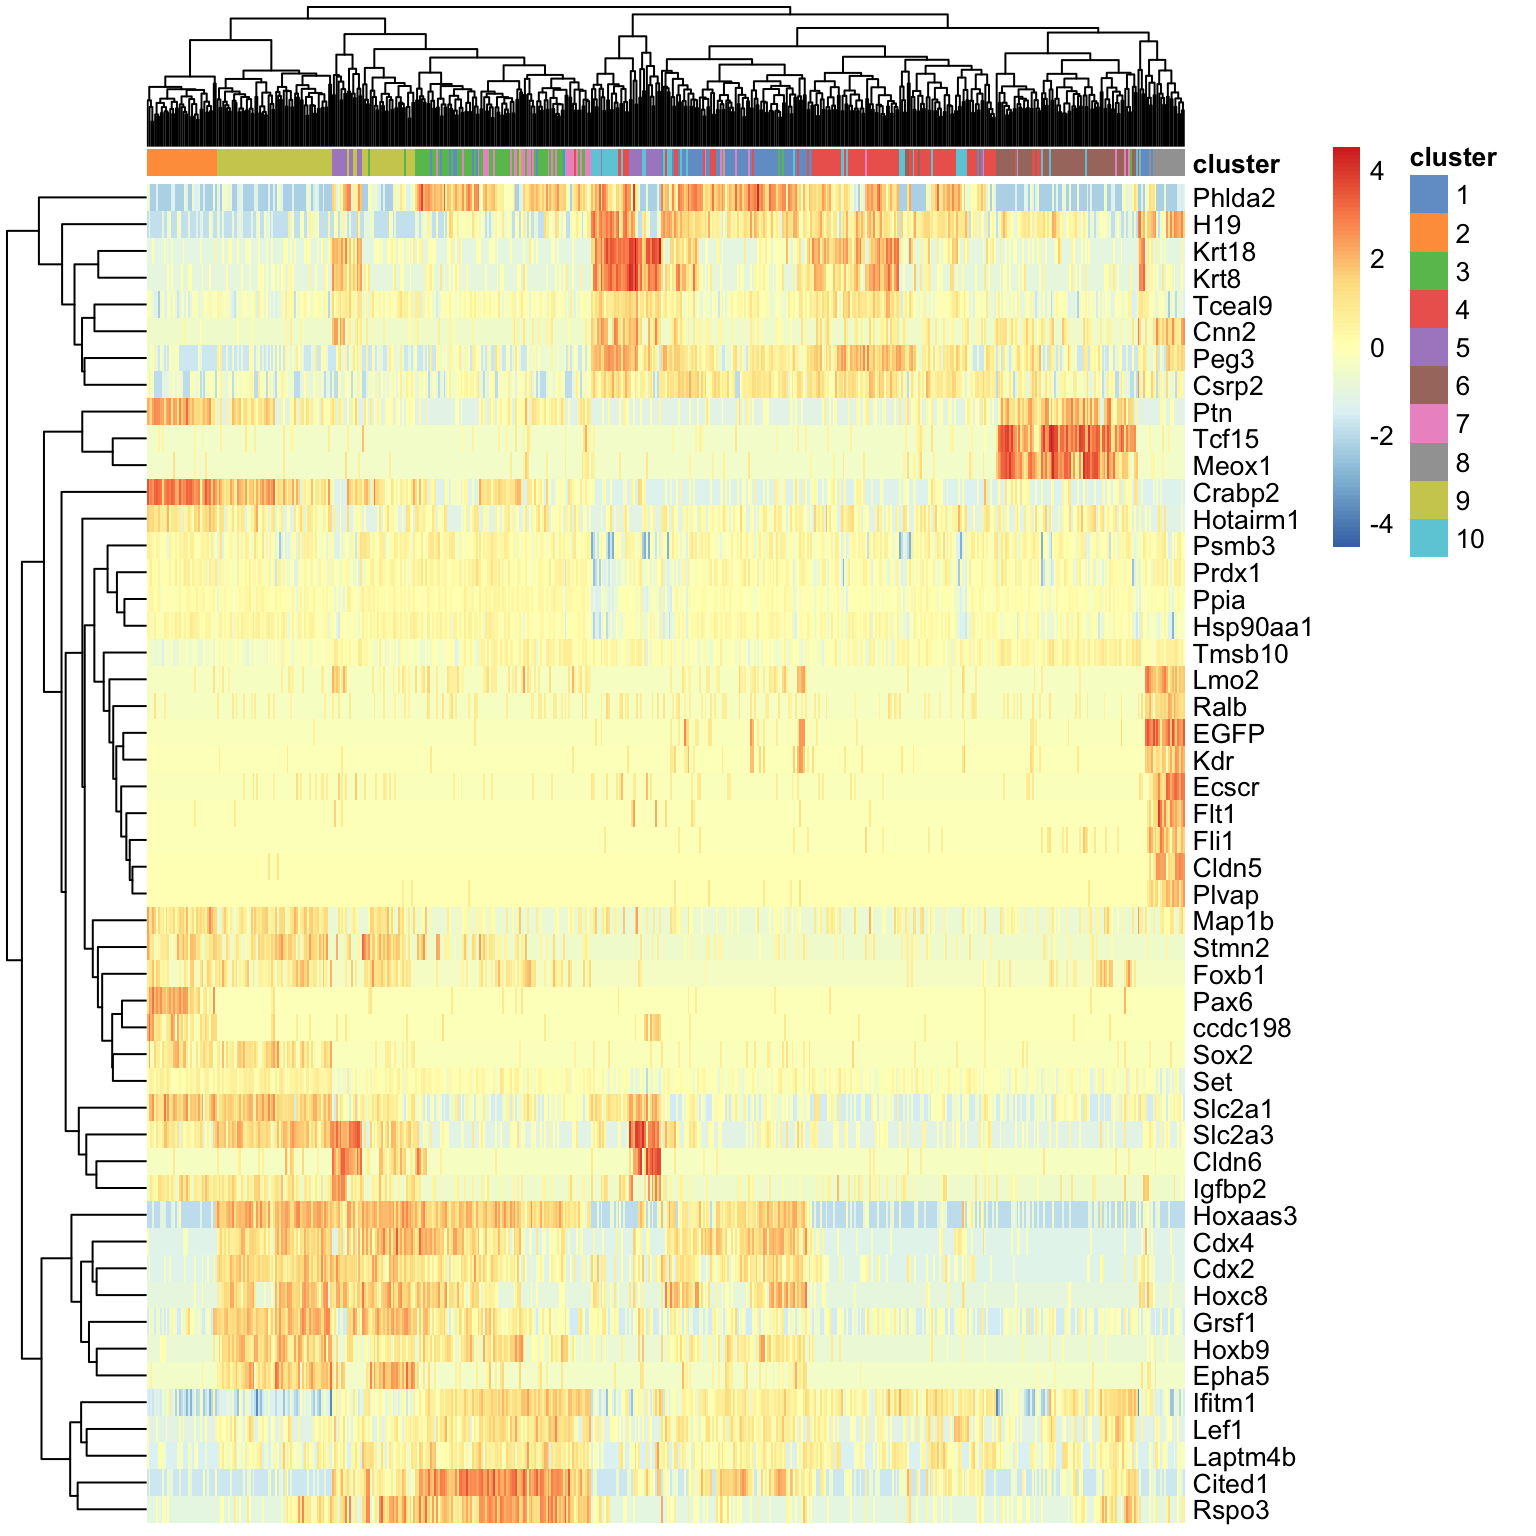 cluster
Phlda2
H19
Krt18
Krt8
Tceal9
Cnn2
Peg3
Csrp2
Ptn
Tcf15
Meox1
Crabp2
Hotairm1
Psmb3
Prdx1
Ppia
Hsp90aa1
Tmsb10
Lmo2
Ralb
EGFP
Kdr
Ecscr
Flt1
Fli1
Cldn5
Plvap
Map1b
Stmn2
Foxb1
Pax6
ccdc198
Sox2
Set
Slc2a1
Slc2a3
Cldn6
Igfbp2
Hoxaas3
Cdx4
Cdx2
Hoxc8
Grsf1
Hoxb9
Epha5
Ifitm1
Lef1
Laptm4b
Cited1
Rspo3
4
2
0
-2
-4
cluster
1
2
3
4
5
6
7
8
9
10